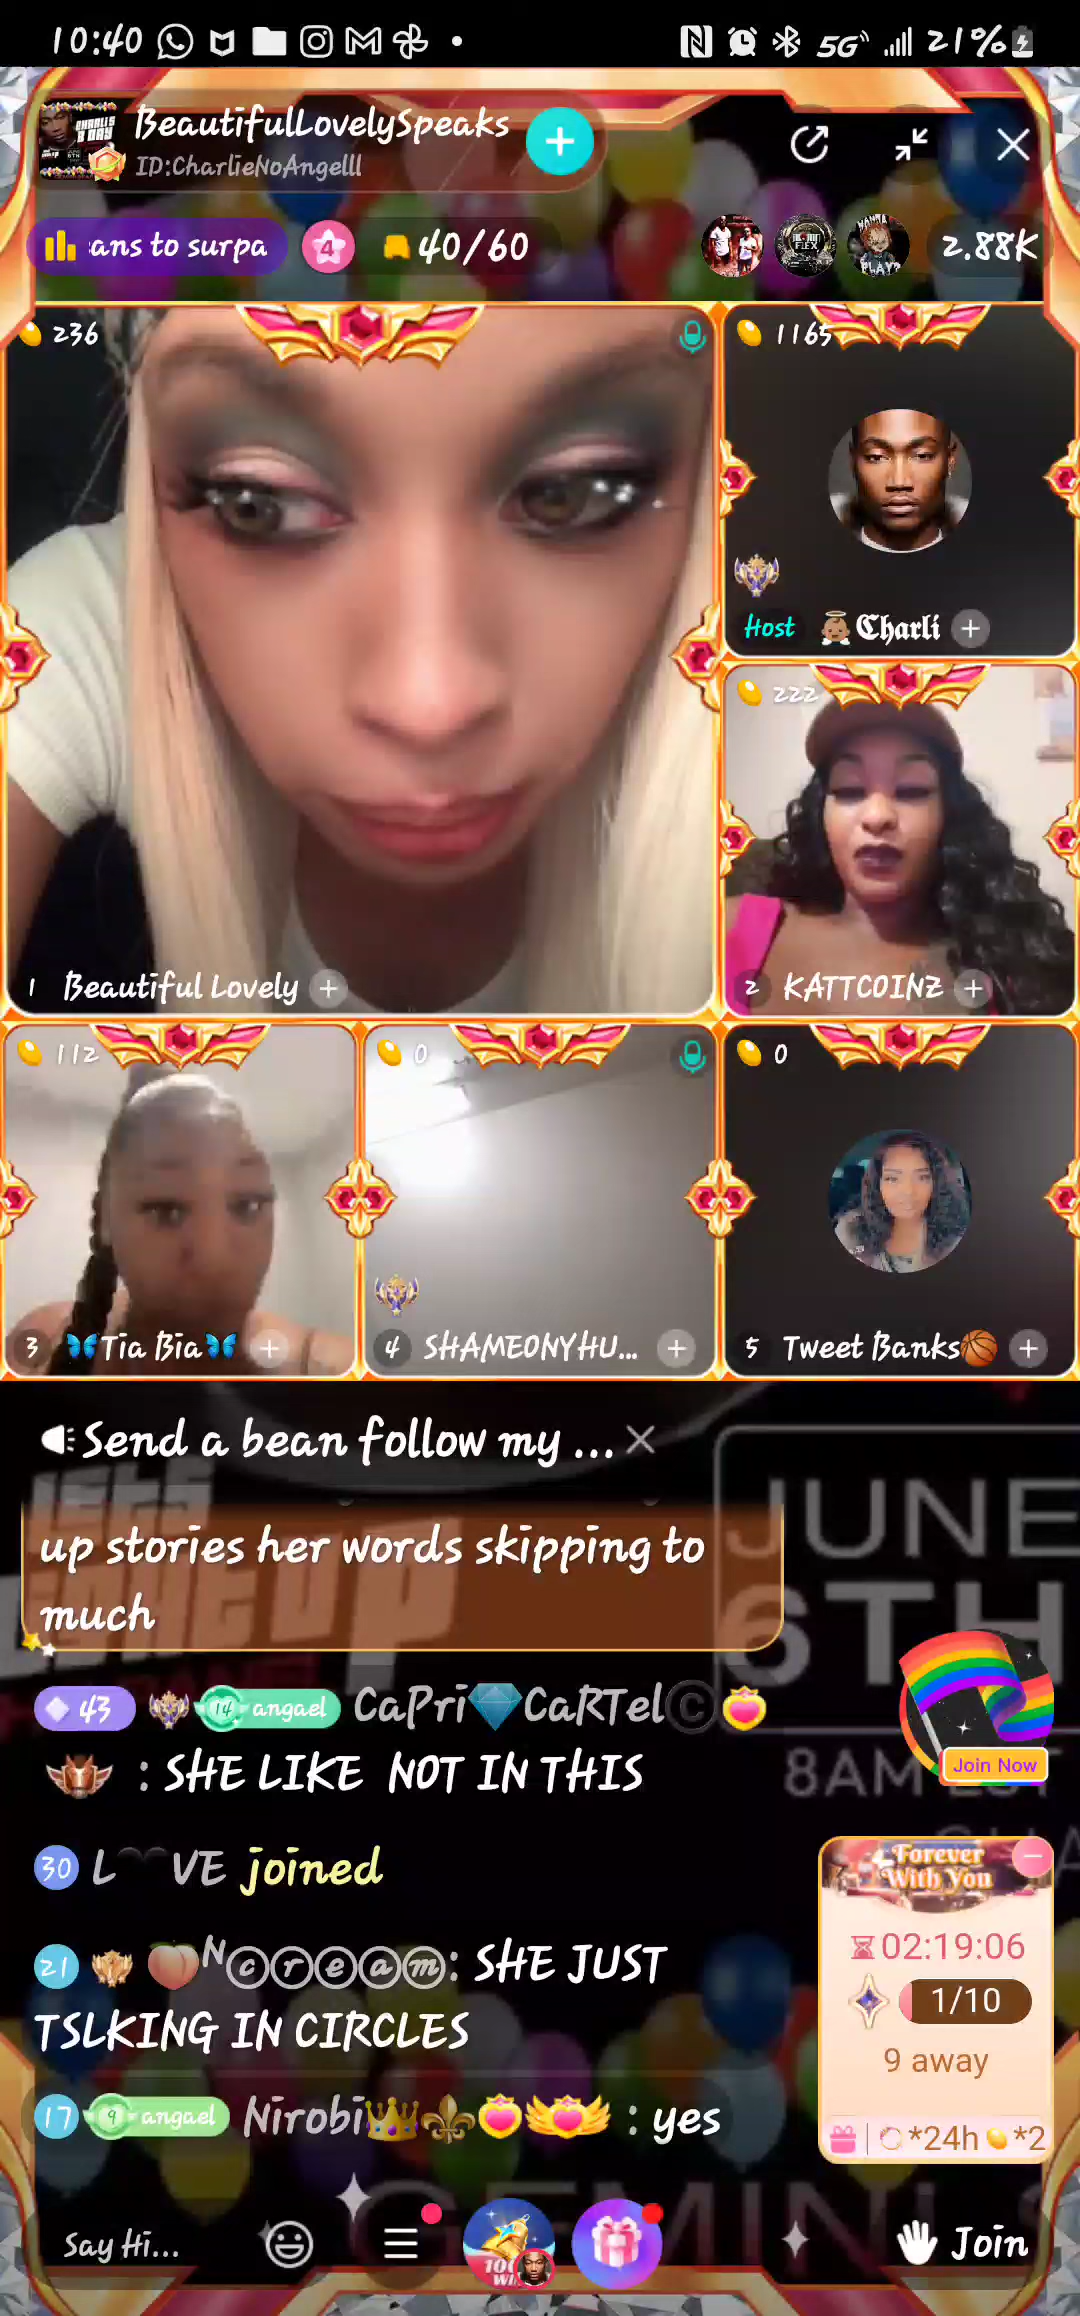 10:40
5G
21%
BeautifulLovelySpeaks
ID:CharlieNoAngelll
ans to surpa
4
40/60
2.88K
236
1165
Host Charli
222
1 Beautiful Lovely
2 KATTCOINZ
112
0
0
3 🦋Tia Bia🦋
4 SHAMEONYHU...
5 Tweet Banks🏀
Send a bean follow my ...
up stories her words skipping to
much
JUNE
6TH
43 14 angael CaPri💎CaRTel©
: SHE LIKE NOT IN THIS
Join Now
8AM EST
30 L🖤VE joined
Forever
With You
02:19:06
1/10
9 away
21 🍑ᴺⓒⓡⓔⓐⓜ: SHE JUST
TSLKING IN CIRCLES
17 9 angael Nirobi👑⚜ : yes
*24h *2
GEMINI S
Say Hi...
Join